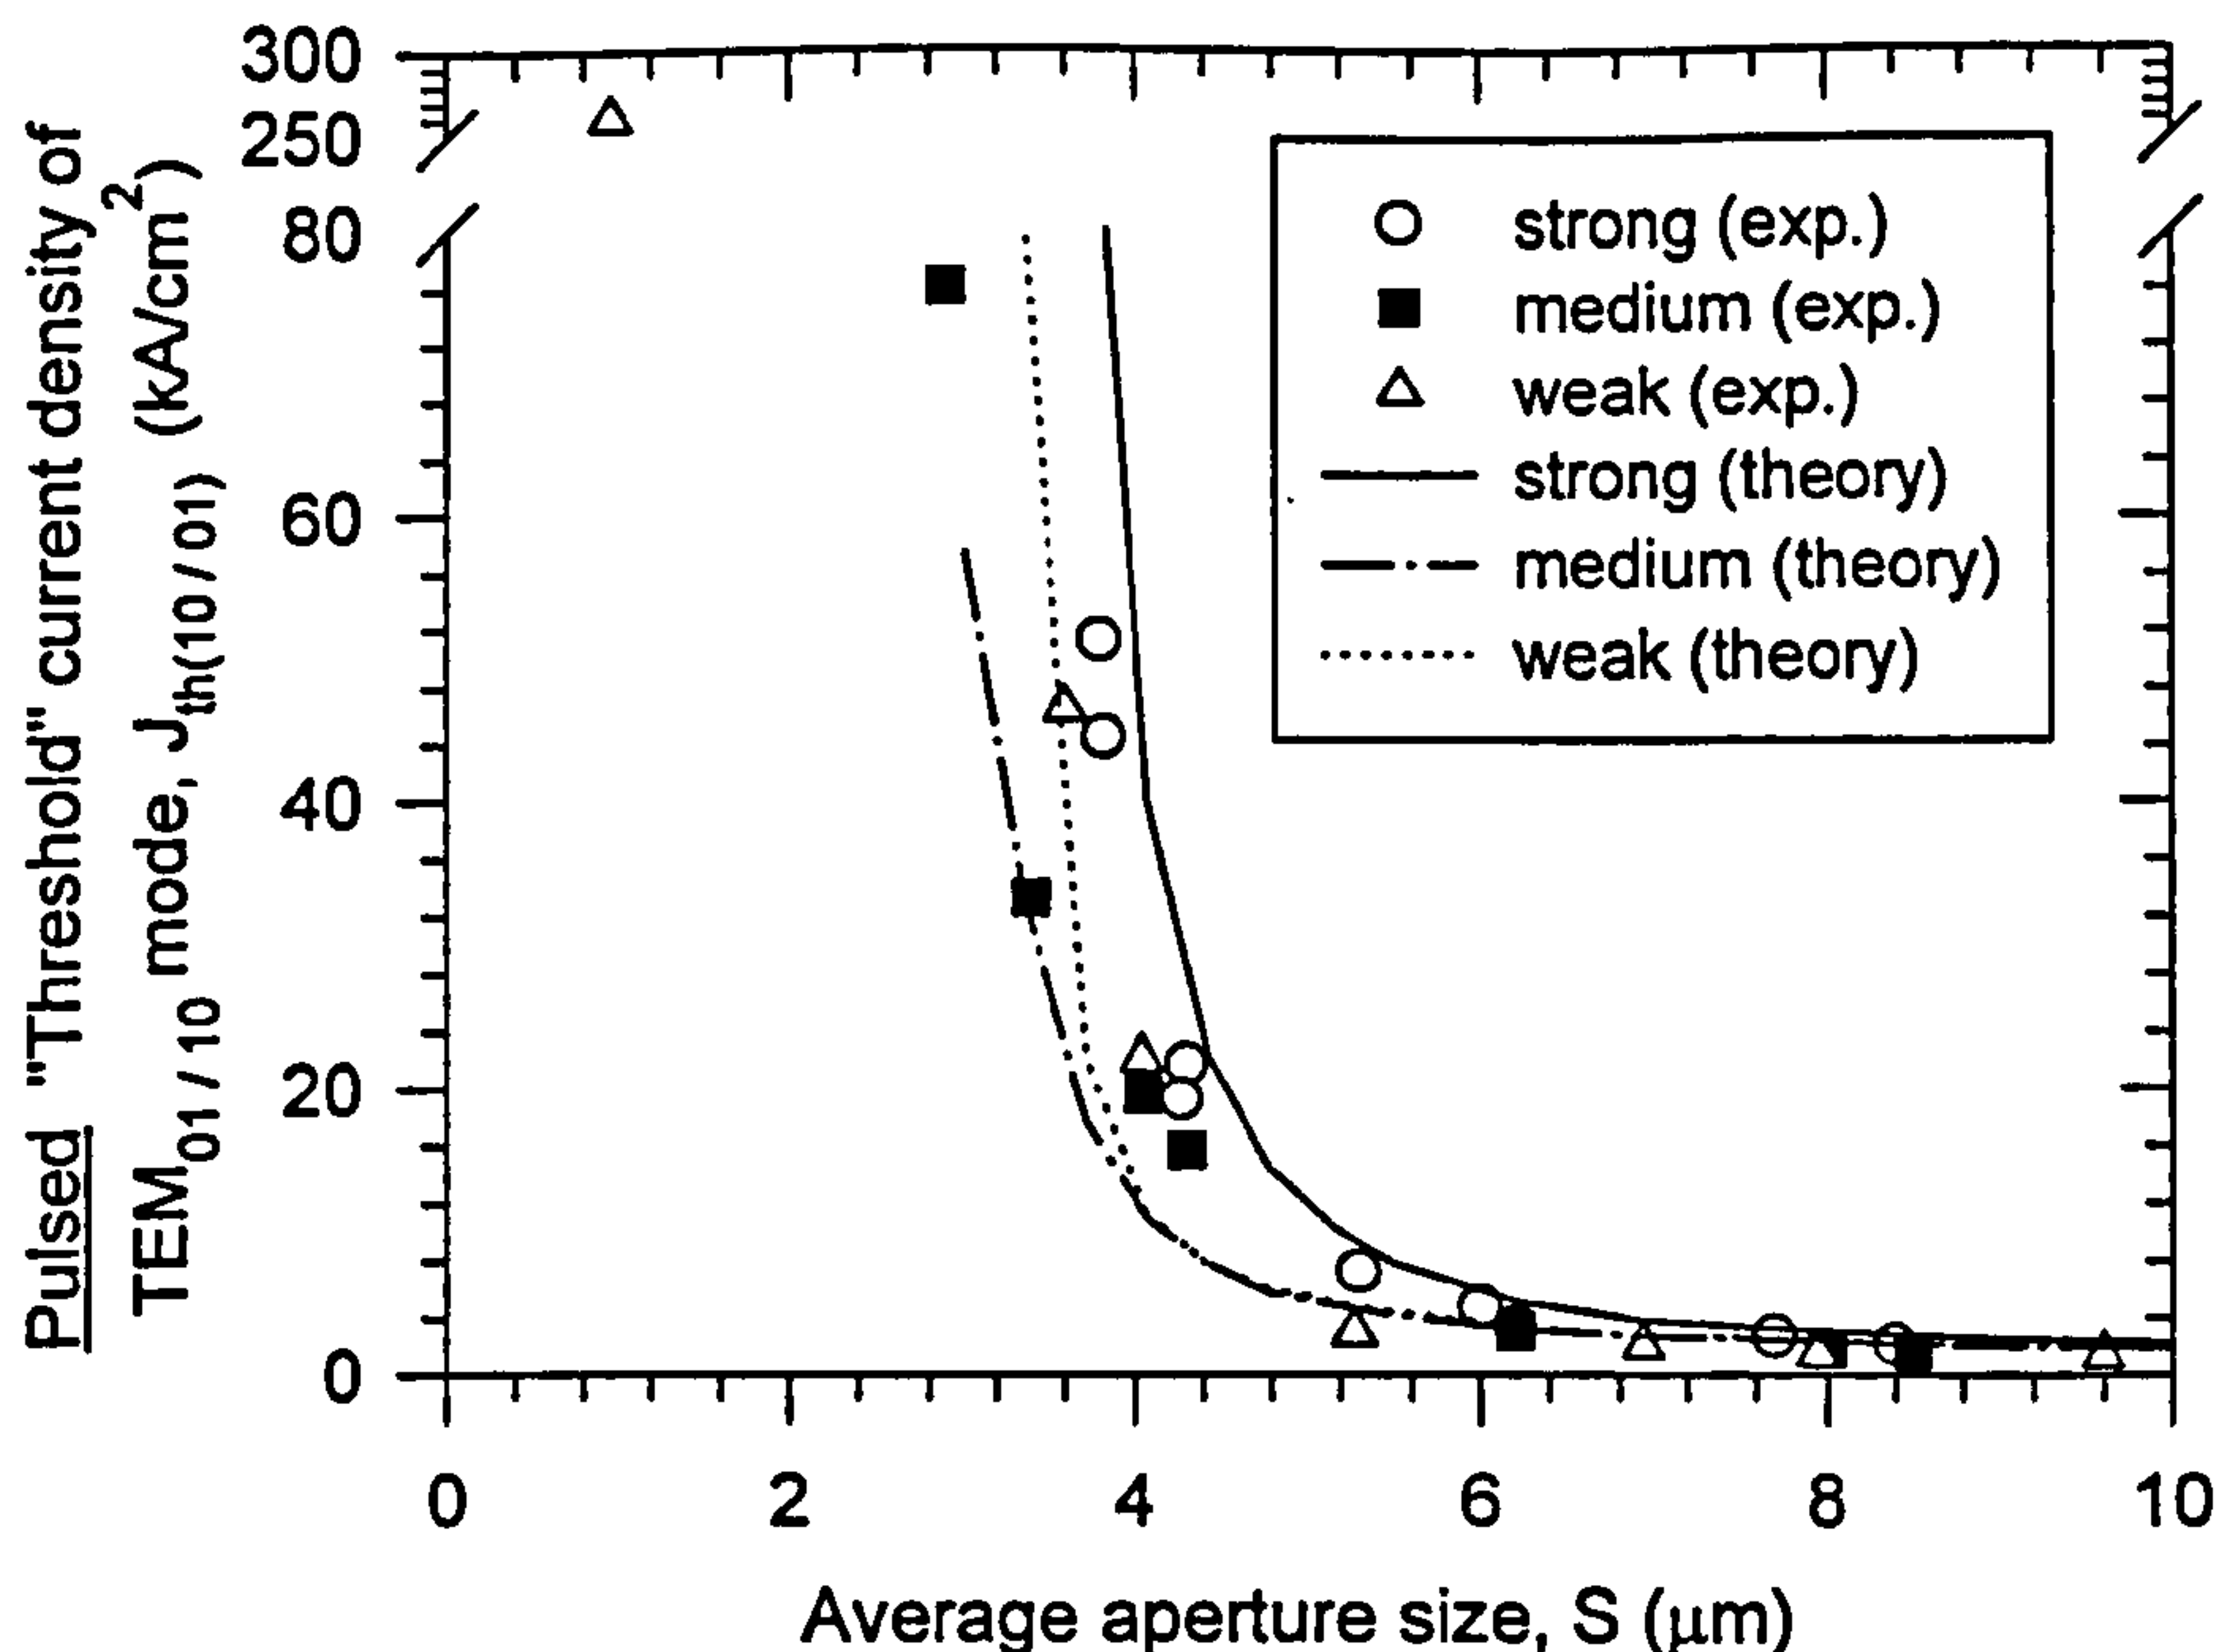 Pulsed "Threshold" current density of
TEM01/10 mode, Jth(10/01) (kA/cm2)
300
250
80
60
40
20
0
strong (exp.)
medium (exp.)
weak (exp.)
strong (theory)
medium (theory)
weak (theory)
0 2 4 6 8 10
Average aperture size, S (μm)